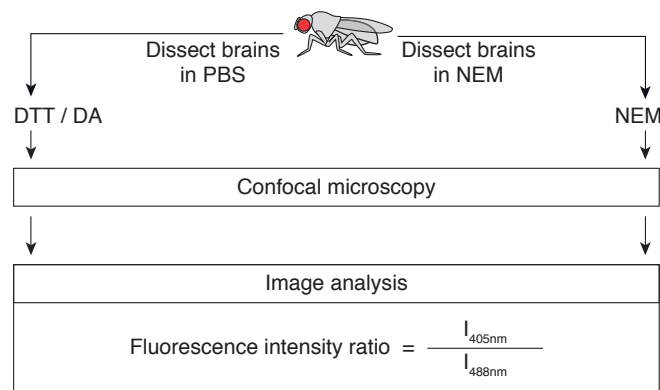 Dissect brains
in PBS
Dissect brains
in NEM
DTT / DA
NEM
Confocal microscopy
Image analysis
Fluorescence intensity ratio = I405nm
I488nm